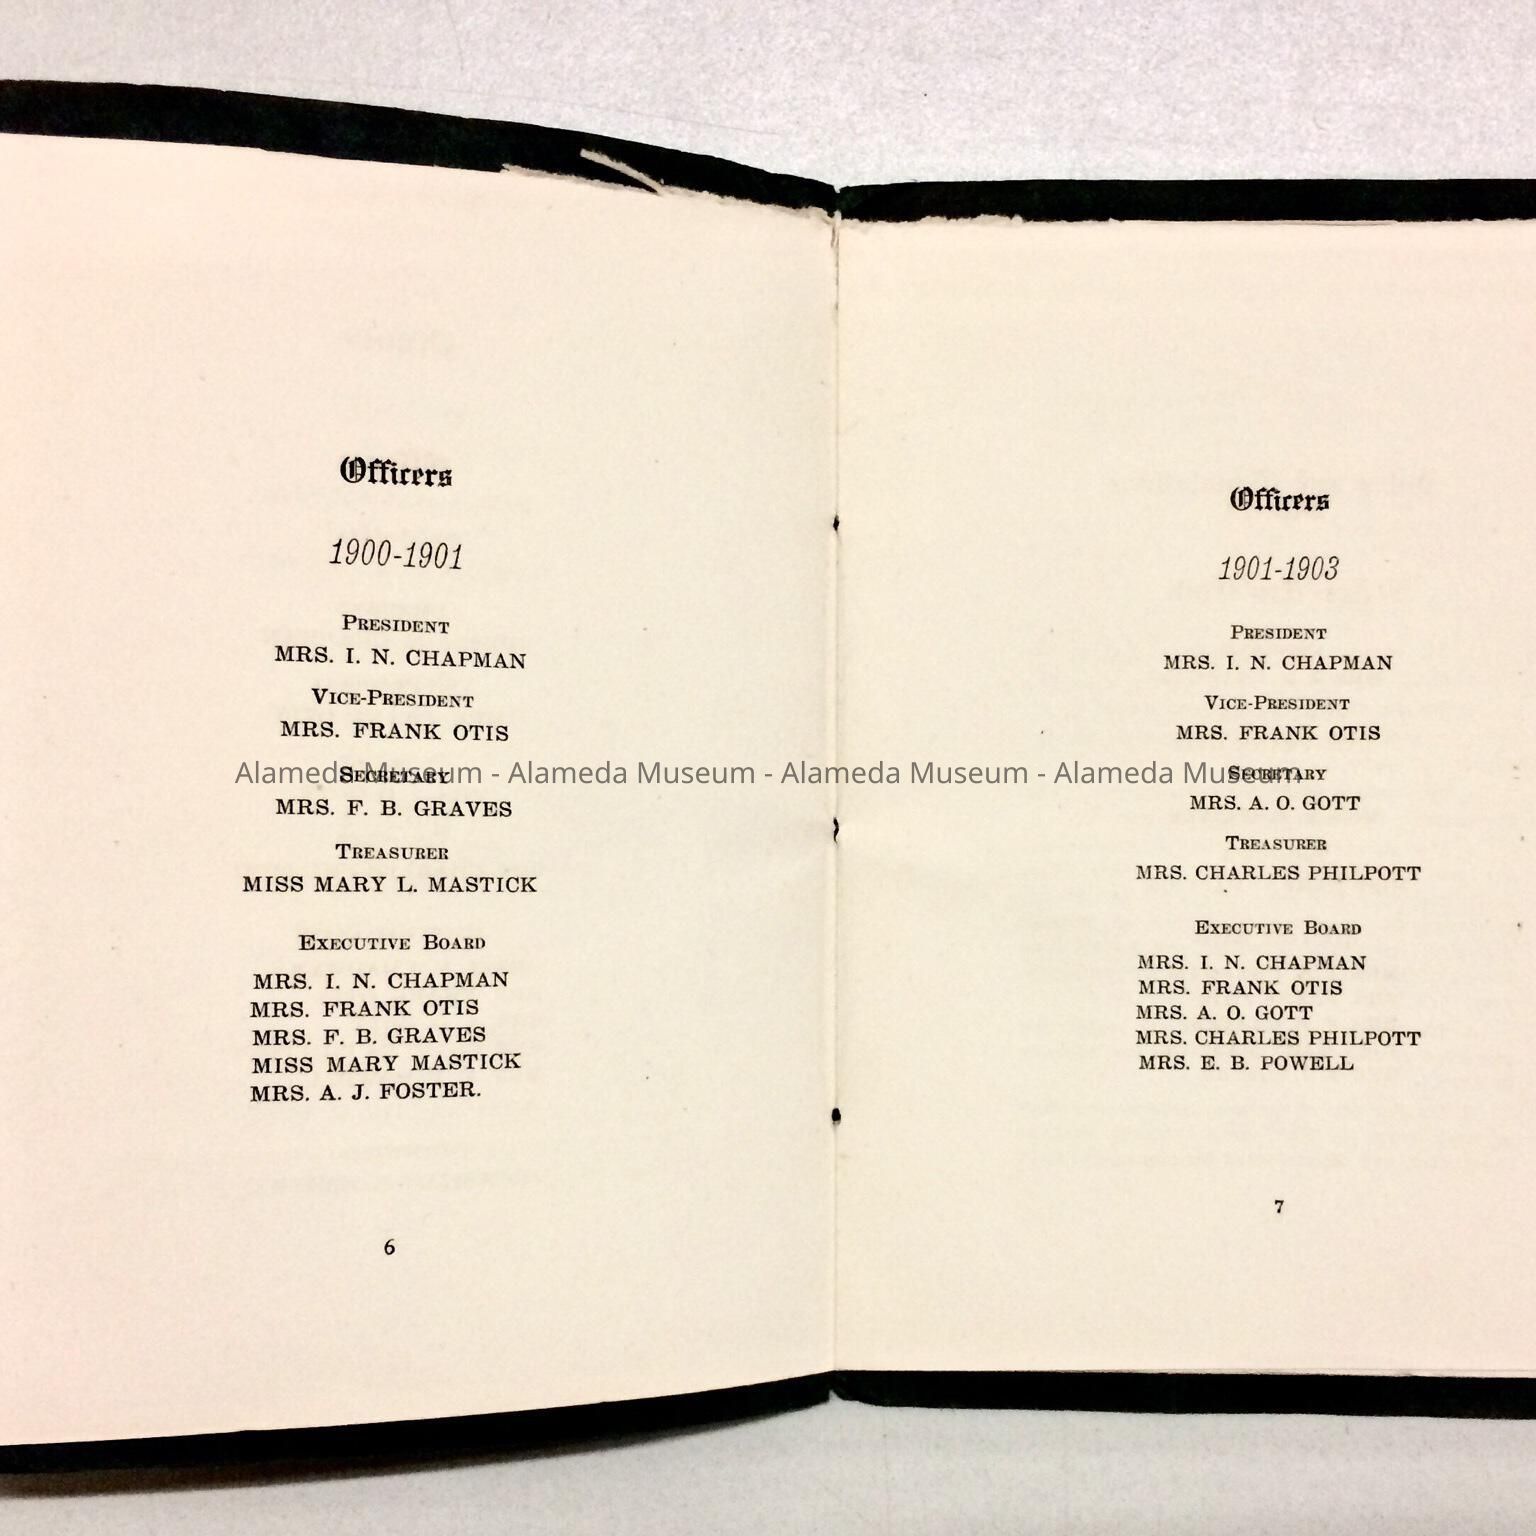 Officers
1900-1901
PRESIDENT
MRS. I. N. CHAPMAN
VICE-PRESIDENT
MRS. FRANK OTIS
SECRETARY
MRS. F. B. GRAVES
TREASURER
MISS MARY L. MASTICK
EXECUTIVE BOARD
MRS. I. N. CHAPMAN
MRS. FRANK OTIS
MRS. F. B. GRAVES
MISS MARY MASTICK
MRS. A. J. FOSTER.
6
Officers
1901-1903
PRESIDENT
MRS. I. N. CHAPMAN
VICE-PRESIDENT
MRS. FRANK OTIS
SECRETARY
MRS. A. O. GOTT
TREASURER
MRS. CHARLES PHILPOTT
EXECUTIVE BOARD
MRS. I. N. CHAPMAN
MRS. FRANK OTIS
MRS. A. O. GOTT
MRS. CHARLES PHILPOTT
MRS. E. B. POWELL
7
Alameda Museum - Alameda Museum - Alameda Museum - Alameda Museum